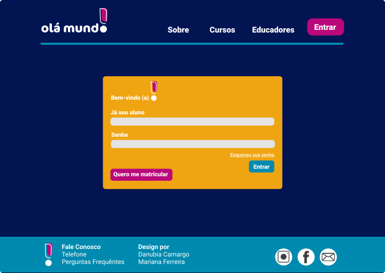 olá mundo!
Sobre
Cursos
Educadores
Entrar
Bem-vindo (a)
Já sou aluno
Senha
Esqueceu sua senha
Entrar
Quero me matricular
Fale Conosco
Telefone
Perguntas Frequêntes
Design por
Danubia Camargo
Mariana Ferreira